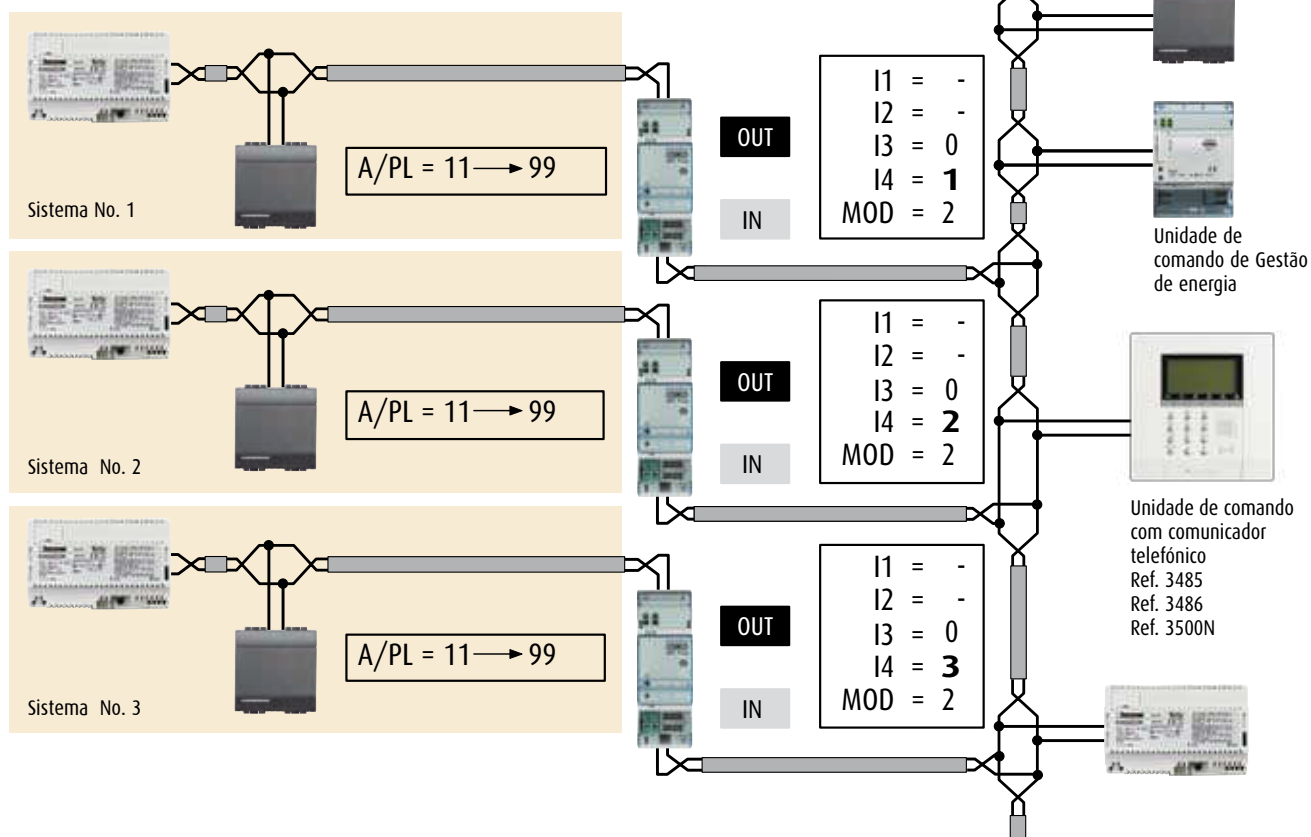 Sistema No. 1
A/PL = 11 → 99
OUT
IN
I1 = -
I2 = -
I3 = 0
I4 = 1
MOD = 2
Unidade de
comando de Gestão
de energia
Sistema No. 2
A/PL = 11 → 99
OUT
IN
I1 = -
I2 = -
I3 = 0
I4 = 2
MOD = 2
Unidade de comando
com comunicador
telefónico
Ref. 3485
Ref. 3486
Ref. 3500N
Sistema No. 3
A/PL = 11 → 99
OUT
IN
I1 = -
I2 = -
I3 = 0
I4 = 3
MOD = 2